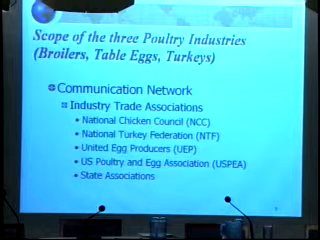 Scope of the three Poultry Industries
(Broilers, Table Eggs, Turkeys)
Communication Network
Industry Trade Associations
• National Chicken Council (NCC)
• National Turkey Federation (NTF)
• United Egg Producers (UEP)
• US Poultry and Egg Association (USPEA)
• State Associations